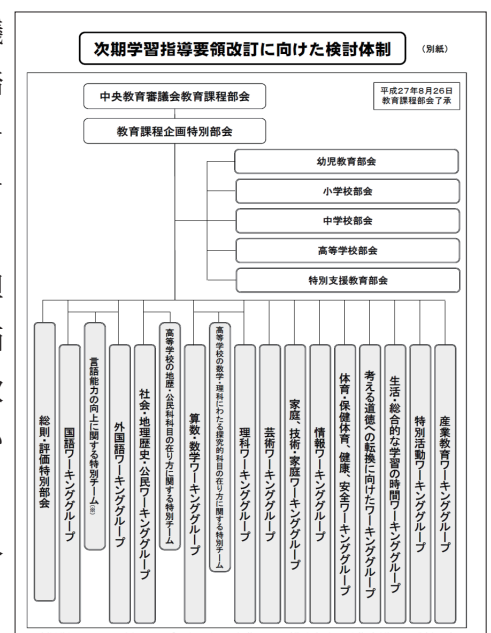 次期学習指導要領改訂に向けた検討体制
(別紙)
平成27年8月26日
教育課程部会了承
中央教育審議会教育課程部会
教育課程企画特別部会
幼児教育部会
小学校部会
中学校部会
高等学校部会
特別支援教育部会
総則・評価特別部会
国語ワーキンググループ
言語能力の向上に関する特別チーム(※)
外国語ワーキンググループ
社会・地理歴史・公民ワーキンググループ
高等学校の地歴・公民科科目の在り方に関する特別チーム
算数・数学ワーキンググループ
高等学校の数学・理科にわたる探究的科目の在り方に関する特別チーム
理科ワーキンググループ
芸術ワーキンググループ
家庭、技術・家庭ワーキンググループ
情報ワーキンググループ
体育・保健体育、健康、安全ワーキンググループ
考える道徳への転換に向けたワーキンググループ
生活・総合的な学習の時間ワーキンググループ
特別活動ワーキンググループ
産業教育ワーキンググループ